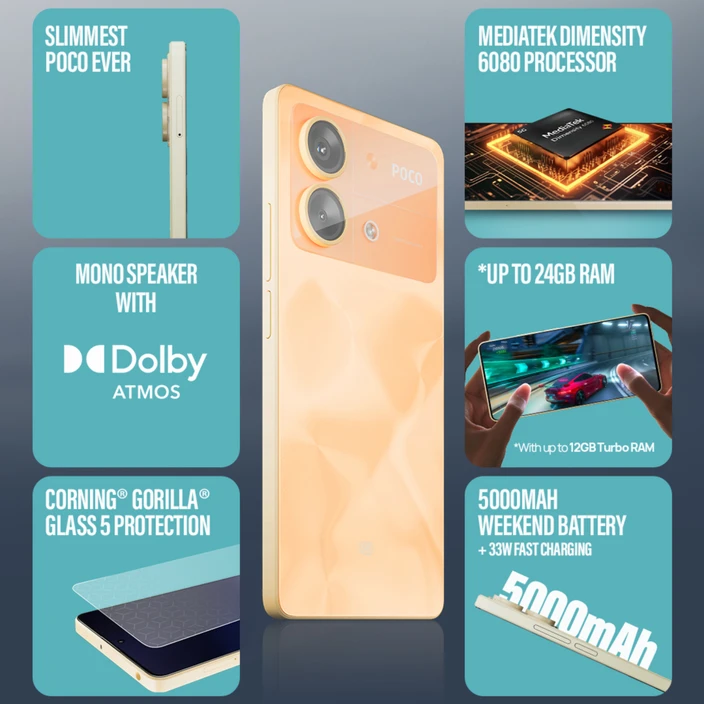 SLIMMEST
POCO EVER
MEDIATEK DIMENSITY
6080 PROCESSOR
5G
MediaTek
Dimensity 6080
POCO
MONO SPEAKER
WITH
Dolby
ATMOS
*UP TO 24GB RAM
*With up to 12GB Turbo RAM
CORNING® GORILLA®
GLASS 5 PROTECTION
5000MAH
WEEKEND BATTERY
+ 33W FAST CHARGING
5000mAh